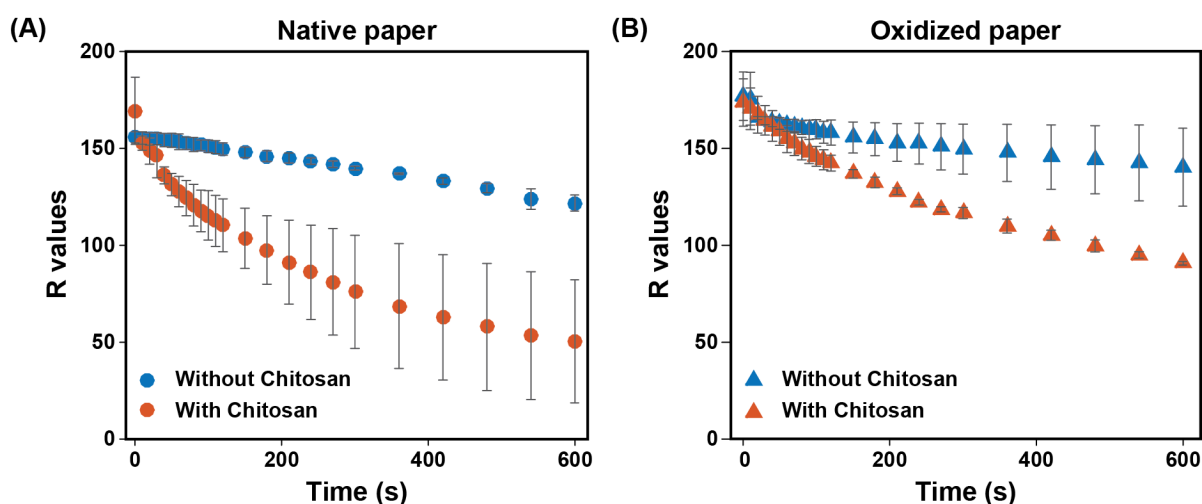 (A)
Native paper
200
150
100
50
0
R values
0
200
400
600
Time (s)
Without Chitosan
With Chitosan
(B)
Oxidized paper
200
150
100
50
0
R values
0
200
400
600
Time (s)
Without Chitosan
With Chitosan